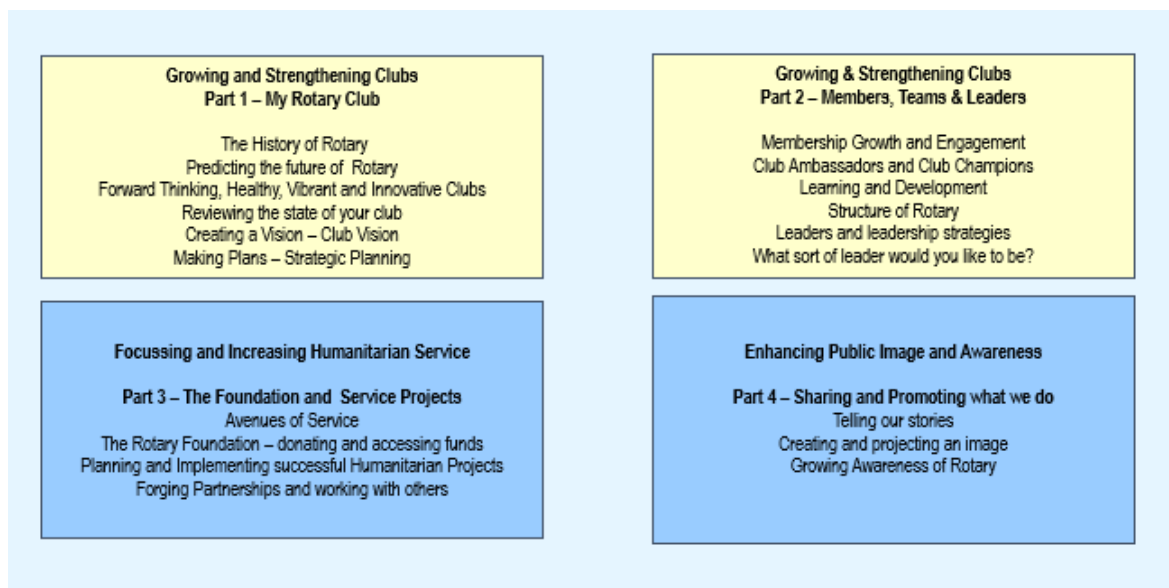 Growing and Strengthening Clubs
Part 1 – My Rotary Club
The History of Rotary
Predicting the future of Rotary
Forward Thinking, Healthy, Vibrant and Innovative Clubs
Reviewing the state of your club
Creating a Vision – Club Vision
Making Plans – Strategic Planning
Growing & Strengthening Clubs
Part 2 – Members, Teams & Leaders
Membership Growth and Engagement
Club Ambassadors and Club Champions
Learning and Development
Structure of Rotary
Leaders and leadership strategies
What sort of leader would you like to be?
Focussing and Increasing Humanitarian Service
Part 3 – The Foundation and Service Projects
Avenues of Service
The Rotary Foundation – donating and accessing funds
Planning and Implementing successful Humanitarian Projects
Forging Partnerships and working with others
Enhancing Public Image and Awareness
Part 4 – Sharing and Promoting what we do
Telling our stories
Creating and projecting an image
Growing Awareness of Rotary